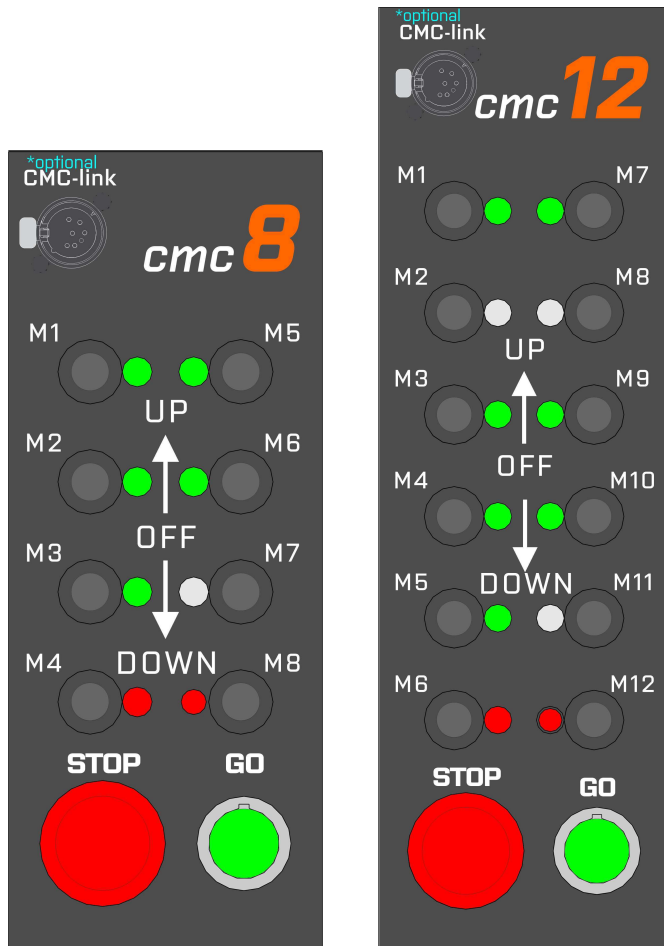 *optional
CMC-link
cmc 8
M1 M5
UP
M2 M6
OFF
M3 M7
DOWN
M4 M8
STOP GO
*optional
CMC-link
cmc 12
M1 M7
M2 M8
UP
M3 M9
OFF
M4 M10
DOWN
M5 M11
M6 M12
STOP GO